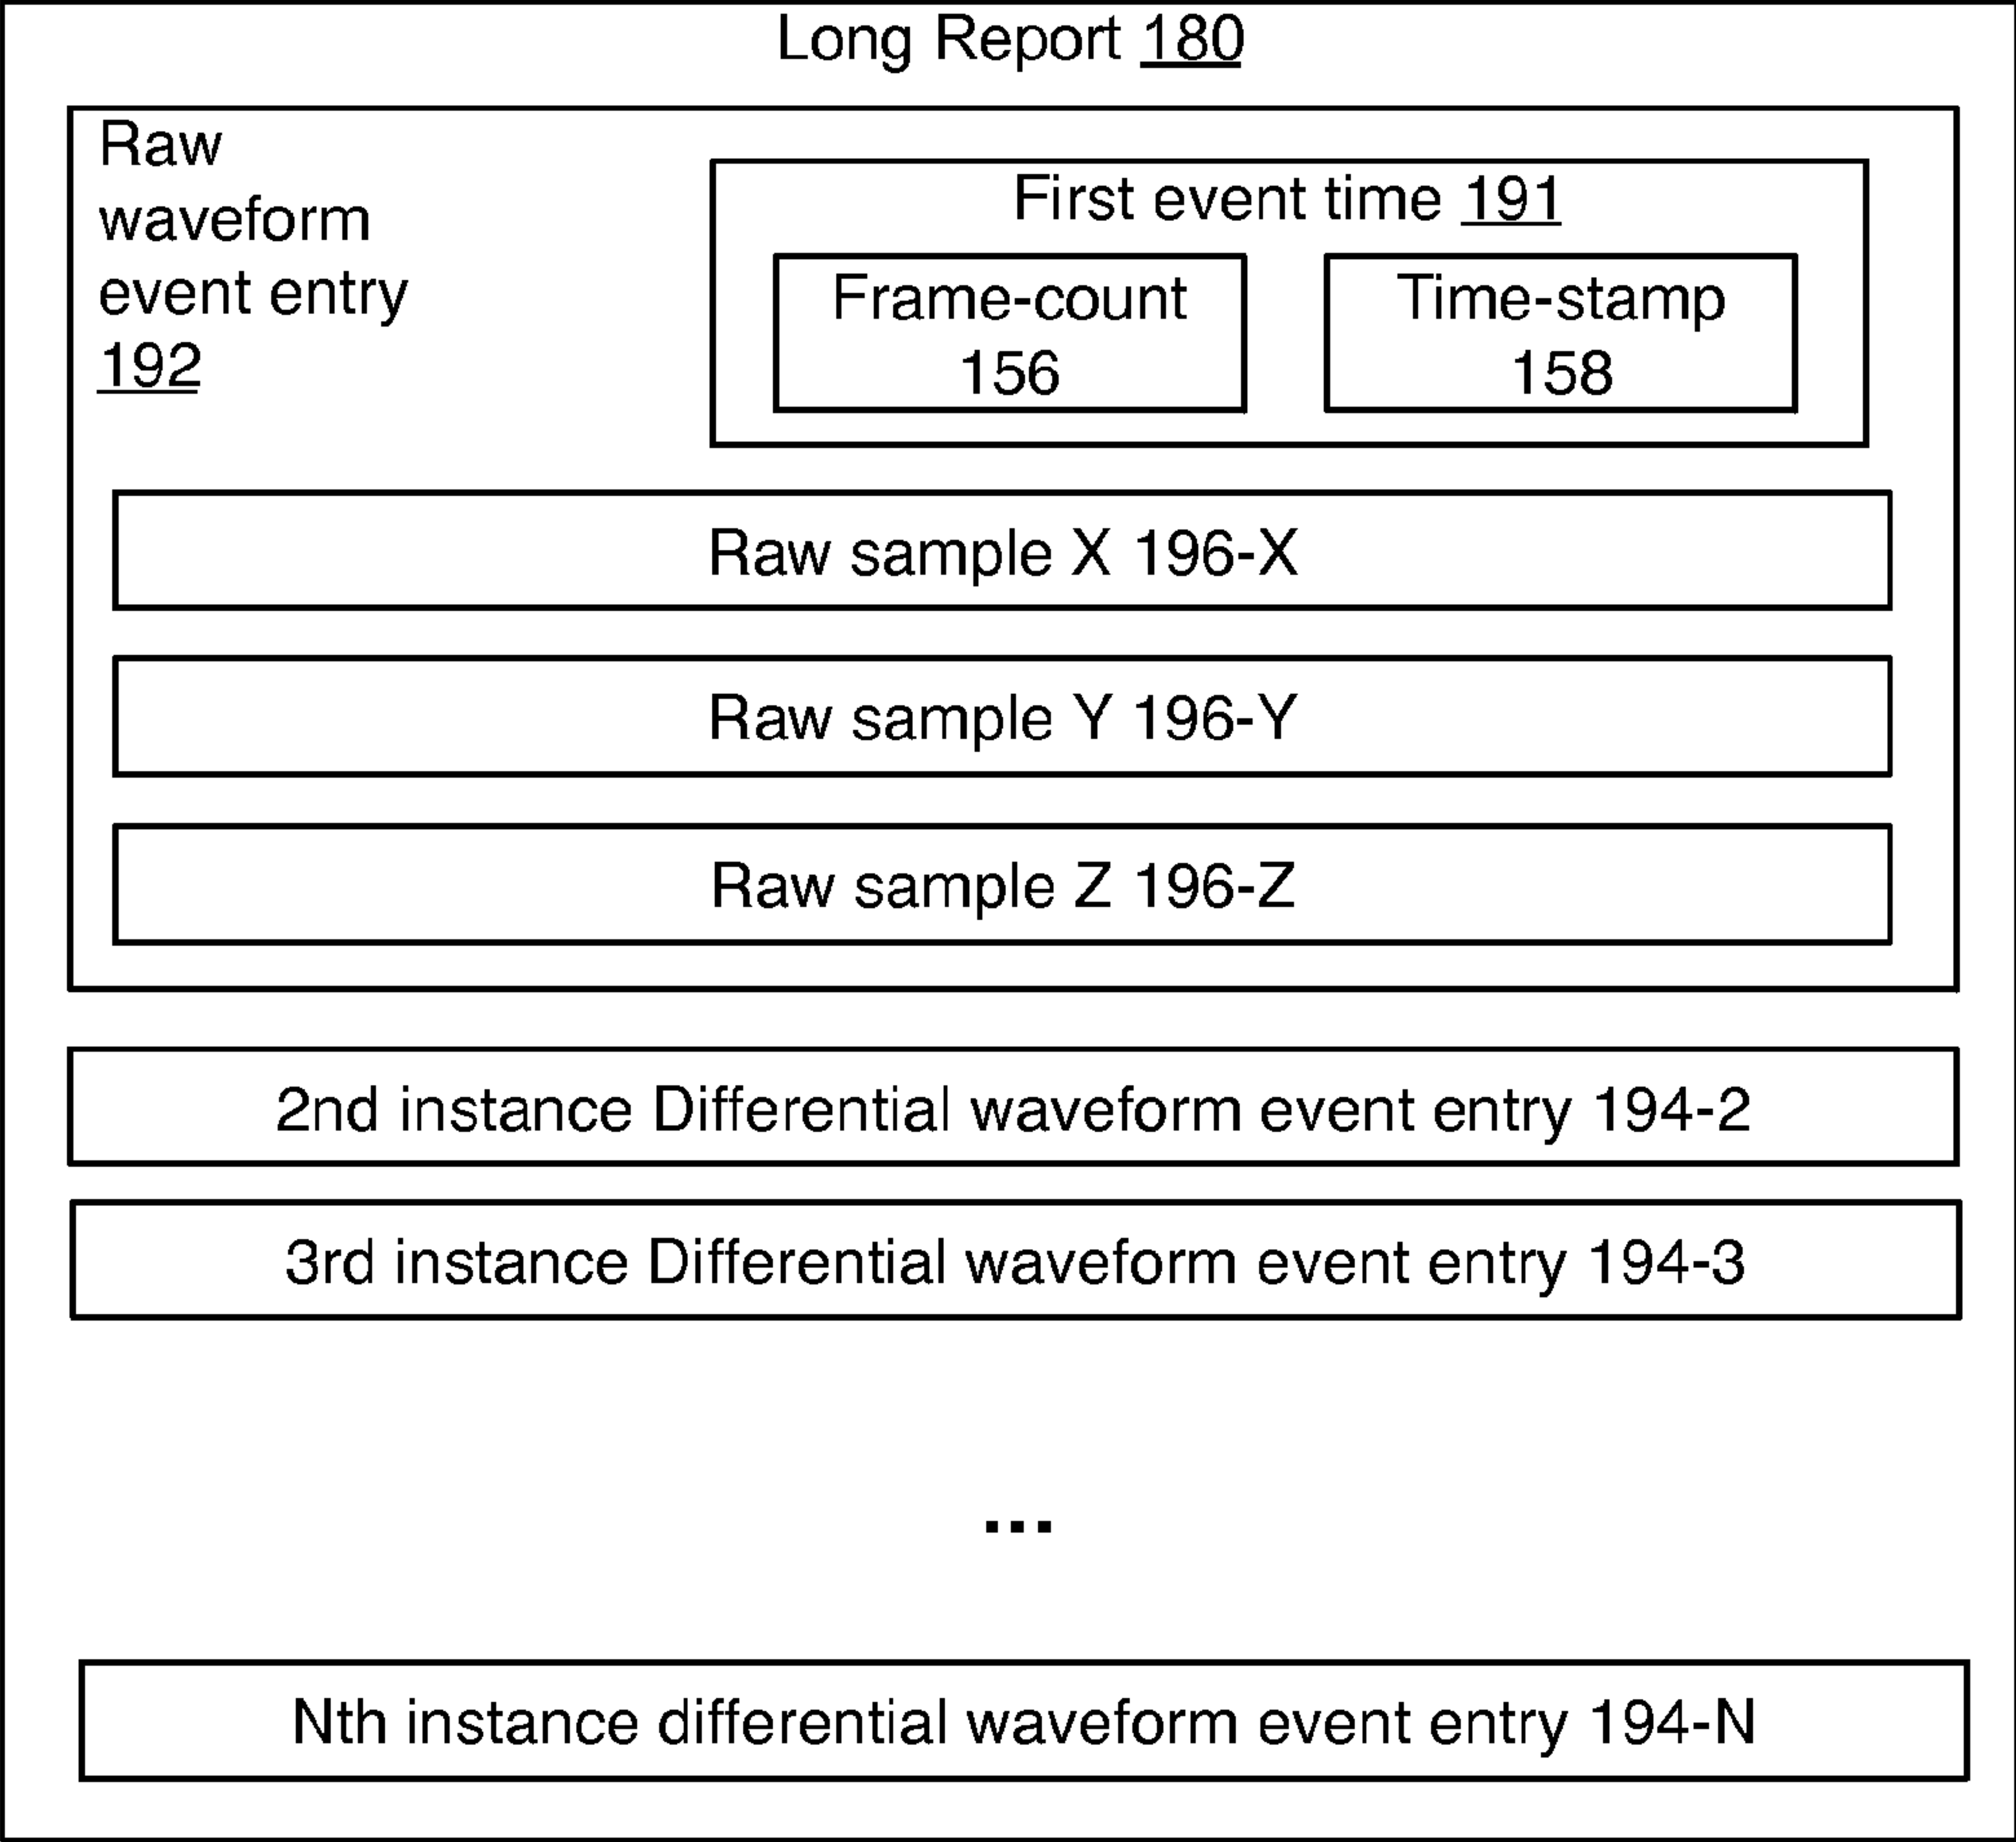 Long Report 180
Raw
waveform
event entry
192
First event time 191
Frame-count
156
Time-stamp
158
Raw sample X 196-X
Raw sample Y 196-Y
Raw sample Z 196-Z
2nd instance Differential waveform event entry 194-2
3rd instance Differential waveform event entry 194-3
...
Nth instance differential waveform event entry 194-N